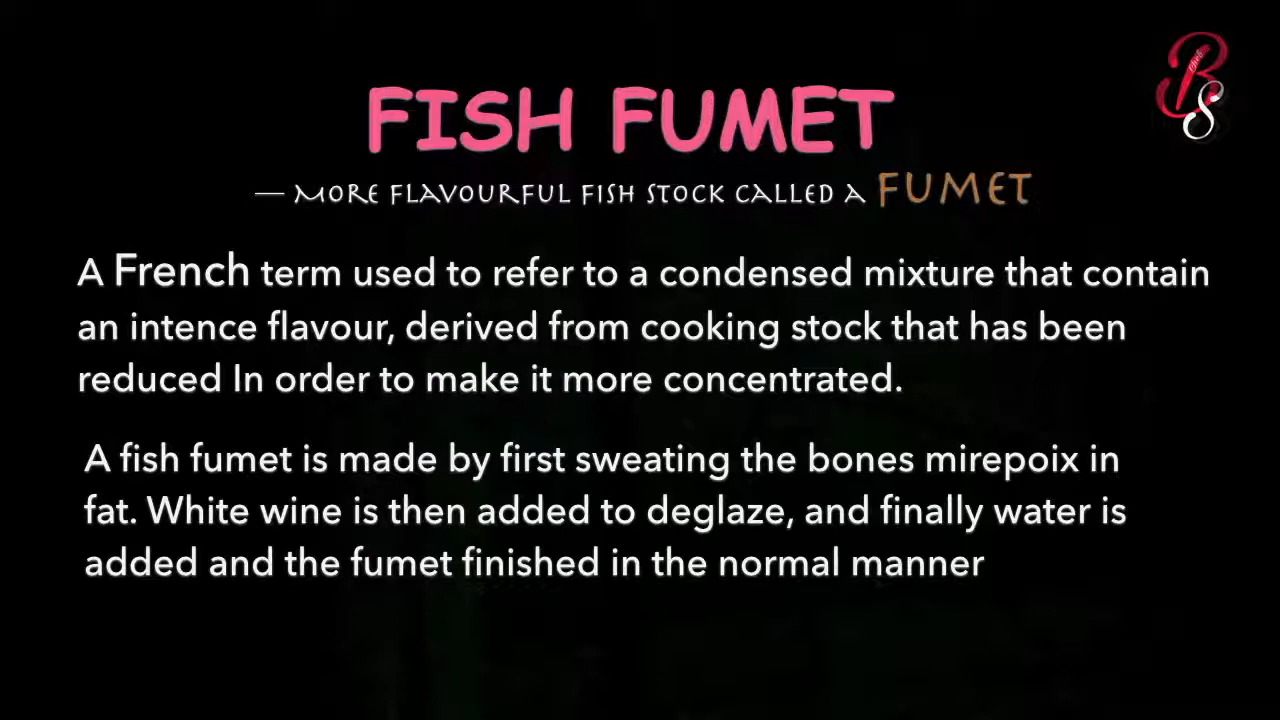 FISH FUMET
— MORE FLAVOURFUL FISH STOCK CALLED A FUMET
A French term used to refer to a condensed mixture that contain
an intence flavour, derived from cooking stock that has been
reduced In order to make it more concentrated.
A fish fumet is made by first sweating the bones mirepoix in
fat. White wine is then added to deglaze, and finally water is
added and the fumet finished in the normal manner